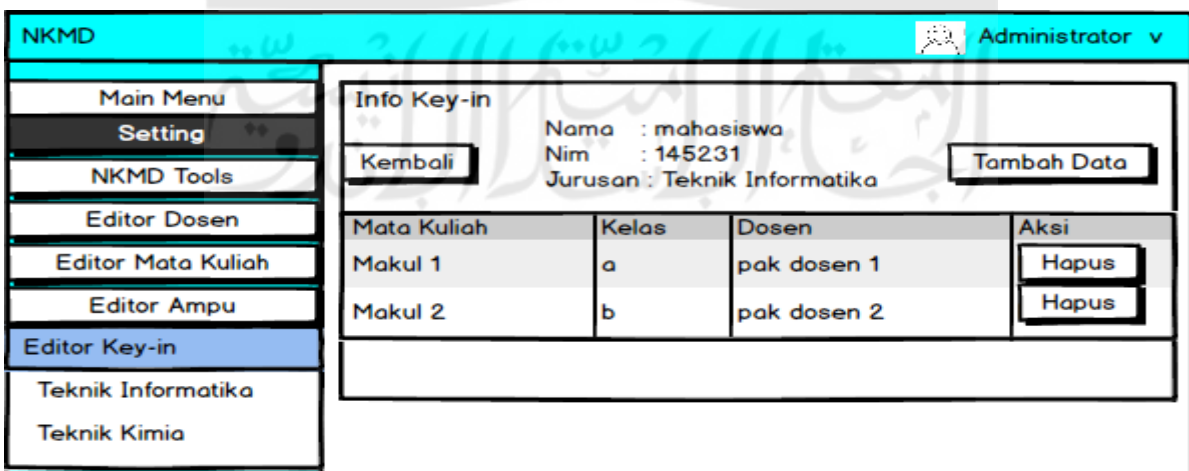 NKMD Administrator v
Main Menu
Setting
NKMD Tools
Editor Dosen
Editor Mata Kuliah
Editor Ampu
Editor Key-in
Teknik Informatika
Teknik Kimia
Info Key-in
Kembali
Nama : mahasiswa
Nim : 145231
Jurusan : Teknik Informatika
Tambah Data
Mata Kuliah Kelas Dosen Aksi
Makul 1 a pak dosen 1 Hapus
Makul 2 b pak dosen 2 Hapus